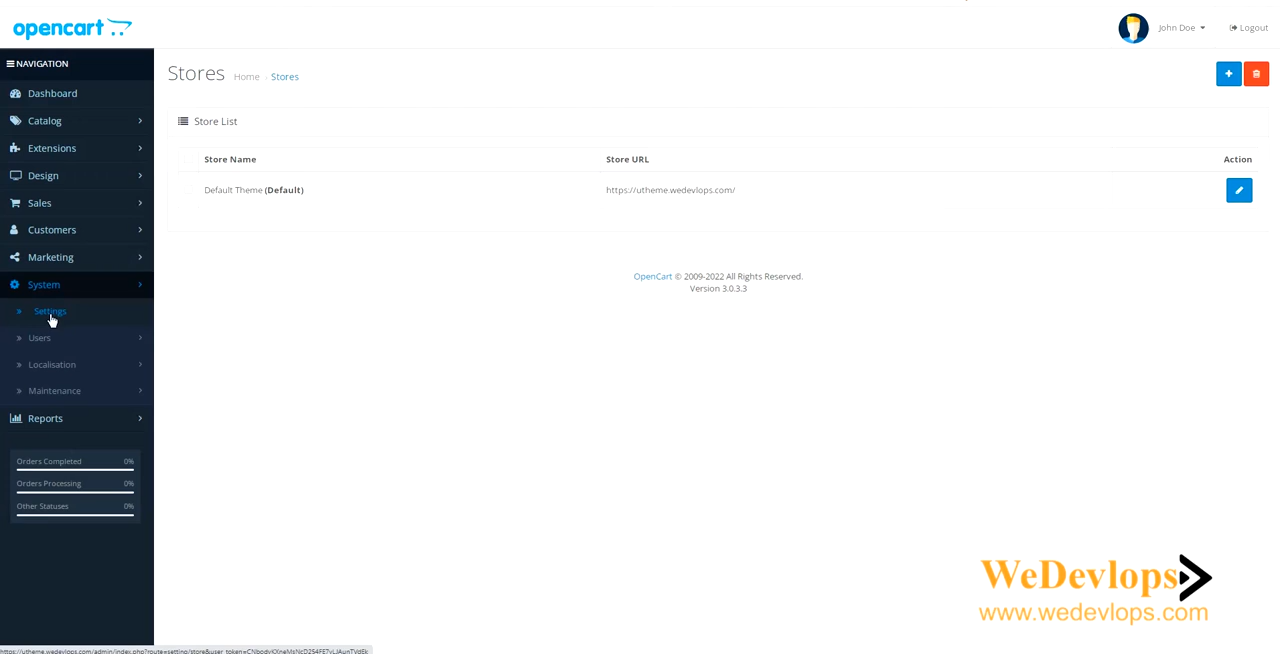 opencart
John Doe
Logout
NAVIGATION
Dashboard
Catalog
Extensions
Design
Sales
Customers
Marketing
System
Settings
Users
Localisation
Maintenance
Reports
Orders Completed 0%
Orders Processing 0%
Other Statuses 0%
Stores Home Stores
Store List
Store Name Store URL Action
Default Theme (Default) https://utheme.wedevlops.com/
OpenCart © 2009-2022 All Rights Reserved.
Version 3.0.3.3
WeDevlops
www.wedevlops.com